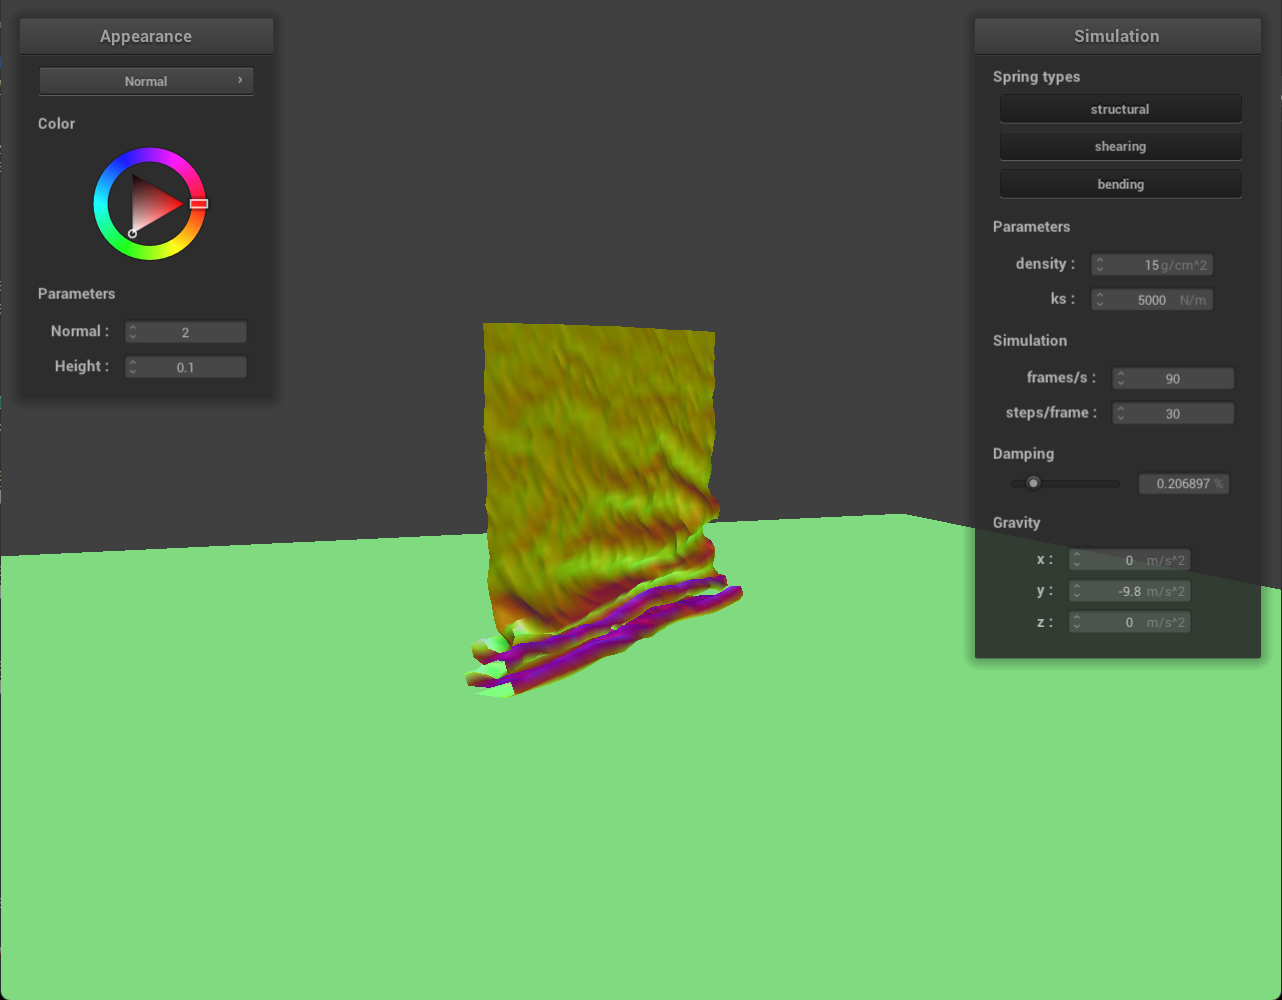 Appearance
Normal
Color
Parameters
Normal : 2
Height : 0.1
Simulation
Spring types
structural
shearing
bending
Parameters
density : 15 g/cm^2
ks : 5000 N/m
Simulation
frames/s : 90
steps/frame : 30
Damping
0.206897 %
Gravity
x : 0 m/s^2
y : -9.8 m/s^2
z : 0 m/s^2